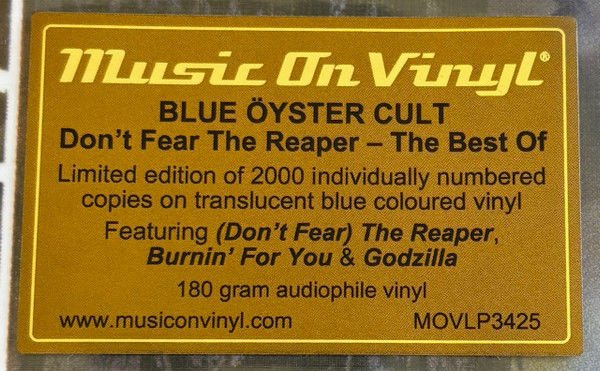 Music On Vinyl®
BLUE ÖYSTER CULT
Don't Fear The Reaper – The Best Of
Limited edition of 2000 individually numbered
copies on translucent blue coloured vinyl
Featuring (Don't Fear) The Reaper,
Burnin' For You & Godzilla
180 gram audiophile vinyl
www.musiconvinyl.com MOVLP3425